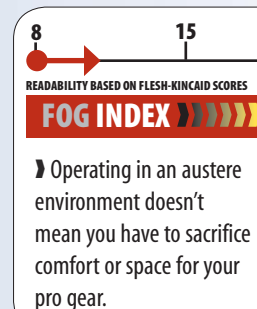 8 15
READABILITY BASED ON FLESH-KINCAID SCORES
FOG INDEX
Operating in an austere
environment doesn't
mean you have to sacrifice
comfort or space for your
pro gear.